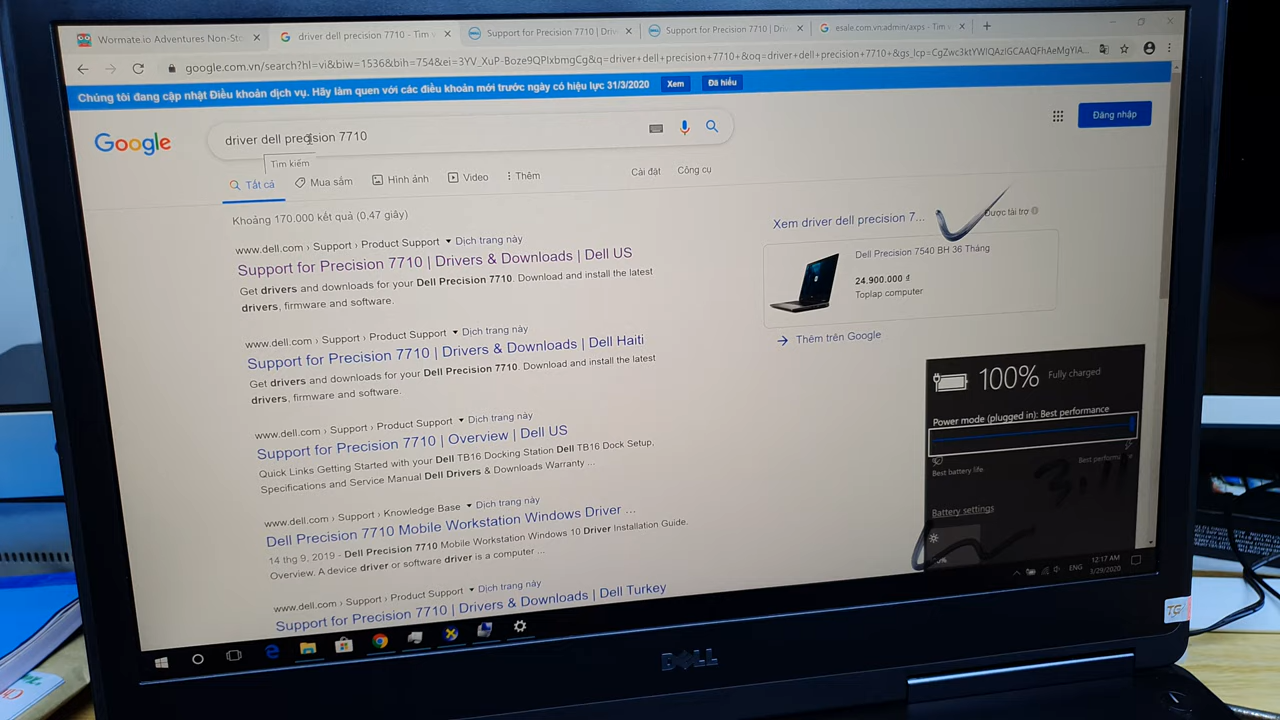 Wormate.io Adventures Non-Sto
driver dell precision 7710 - Tìm v
Support for Precision 7710 | Driv
Support for Precision 7710 | Dri
esale.com.vn.admin/axps - Tìm v
google.com.vn/search?hl=vi&biw=1536&bih=754&ei=3YV_XuP-Boze9QPIxbmgCg&q=driver+dell+precision+7710+&oq=driver+dell+precision+7710+&gs_lcp=
Chúng tôi đang cập nhật Điều khoản dịch vụ. Hãy làm quen với các điều khoản mới trước ngày có hiệu lực 31/3/2020
Xem
Đã hiểu
Google
driver dell precision 7710
Đăng nhập
Tìm kiếm
Tất cả
Mua sắm
Hình ảnh
Video
Thêm
Cài đặt
Công cụ
Khoảng 170.000 kết quả (0,47 giây)
www.dell.com › Support › Product Support ▾ Dịch trang này
Support for Precision 7710 | Drivers & Downloads | Dell US
Get drivers and downloads for your Dell Precision 7710. Download and install the latest
drivers, firmware and software.
www.dell.com › Support › Product Support ▾ Dịch trang này
Support for Precision 7710 | Drivers & Downloads | Dell Haiti
Get drivers and downloads for your Dell Precision 7710. Download and install the latest
drivers, firmware and software.
www.dell.com › Support › Product Support ▾ Dịch trang này
Support for Precision 7710 | Overview | Dell US
Quick Links Getting Started with your Dell TB16 Docking Station Dell TB16 Dock Setup,
Specifications and Service Manual Dell Drivers & Downloads Warranty ...
www.dell.com › Support › Knowledge Base ▾ Dịch trang này
Dell Precision 7710 Mobile Workstation Windows Driver ...
14 thg 9, 2019 - Dell Precision 7710 Mobile Workstation Windows 10 Driver Installation Guide.
Overview. A device driver or software driver is a computer ...
www.dell.com › Support › Product Support ▾ Dịch trang này
Support for Precision 7710 | Drivers & Downloads | Dell Turkey
Xem driver dell precision 7...
Được tài trợ
Dell Precision 7540 BH 36 Tháng
24.900.000 ₫
Toplap computer
Thêm trên Google
100%
Fully charged
Power mode (plugged in): Best performance
Best battery life
Best performa
Battery settings
ENG
12:17 AM
3/29/2020
DELL
TG